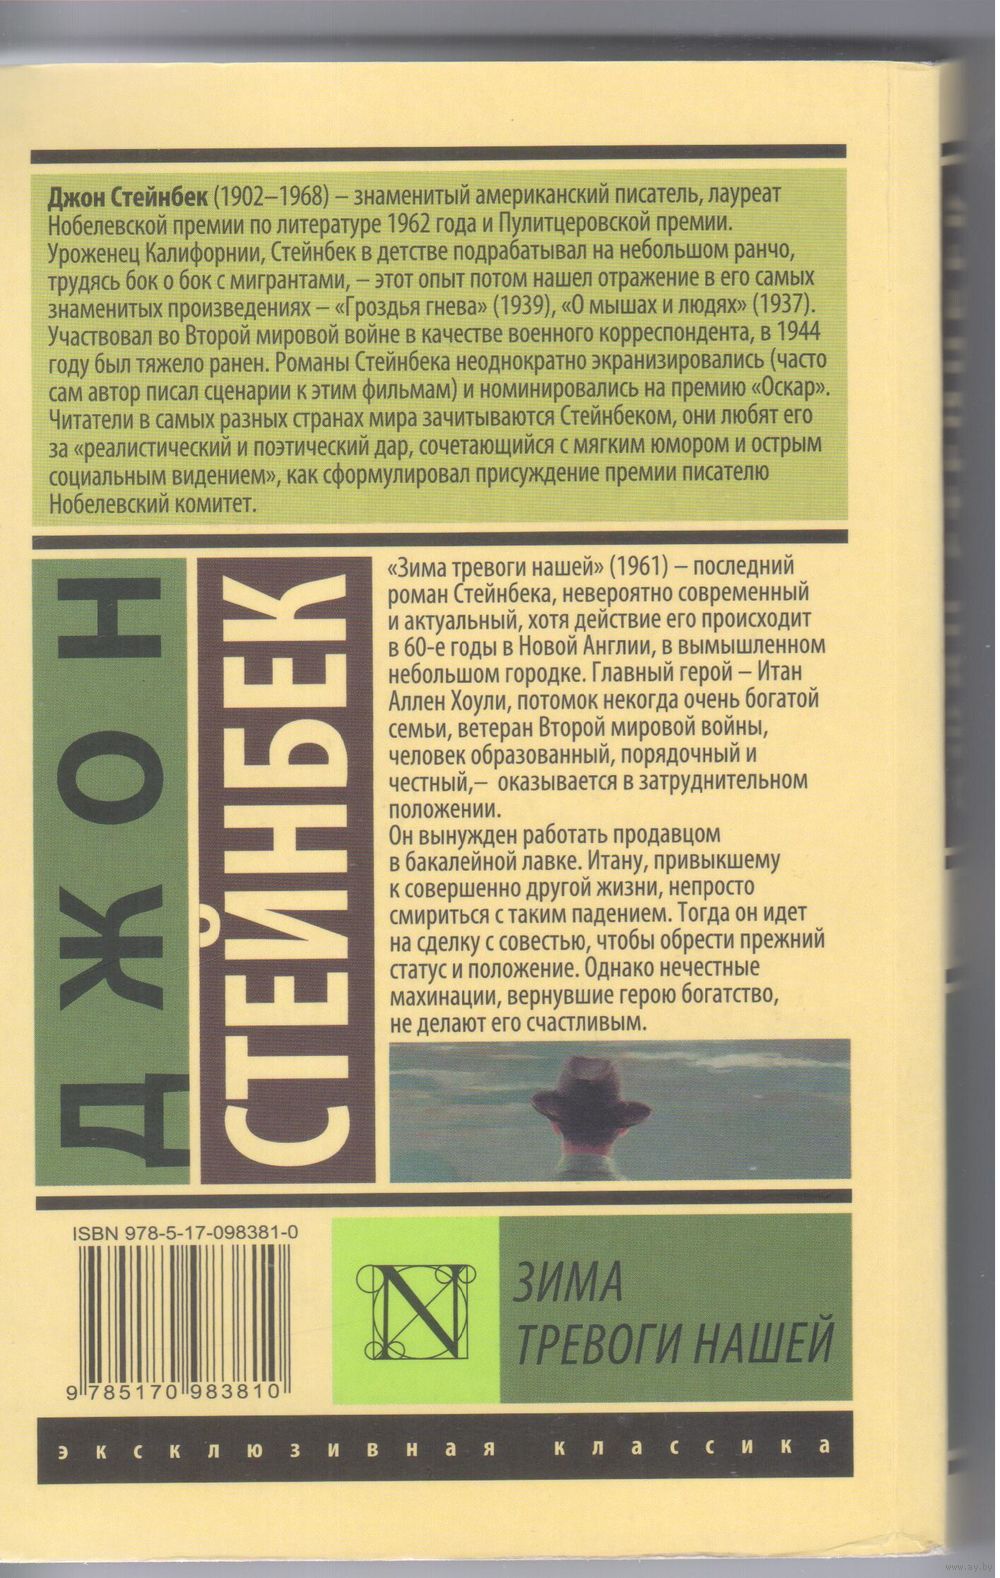 Джон Стейнбек (1902–1968) – знаменитый американский писатель, лауреат
Нобелевской премии по литературе 1962 года и Пулитцеровской премии.
Уроженец Калифорнии, Стейнбек в детстве подрабатывал на небольшом ранчо,
трудясь бок о бок с мигрантами, – этот опыт потом нашел отражение в его самых
знаменитых произведениях – «Гроздья гнева» (1939), «О мышах и людях» (1937).
Участвовал во Второй мировой войне в качестве военного корреспондента, в 1944
году был тяжело ранен. Романы Стейнбека неоднократно экранизировались (часто
сам автор писал сценарии к этим фильмам) и номинировались на премию «Оскар».
Читатели в самых разных странах мира зачитываются Стейнбеком, они любят его
за «реалистический и поэтический дар, сочетающийся с мягким юмором и острым
социальным видением», как сформулировал присуждение премии писателю
Нобелевский комитет.
ДЖОН
СТЕЙНБЕК
«Зима тревоги нашей» (1961) – последний
роман Стейнбека, невероятно современный
и актуальный, хотя действие его происходит
в 60-е годы в Новой Англии, в вымышленном
небольшом городке. Главный герой – Итан
Аллен Хоули, потомок некогда очень богатой
семьи, ветеран Второй мировой войны,
человек образованный, порядочный и
честный,– оказывается в затруднительном
положении.
Он вынужден работать продавцом
в бакалейной лавке. Итану, привыкшему
к совершенно другой жизни, непросто
смириться с таким падением. Тогда он идет
на сделку с совестью, чтобы обрести прежний
статус и положение. Однако нечестные
махинации, вернувшие герою богатство,
не делают его счастливым.
ISBN 978-5-17-098381-0
9 785170 983810
N
ЗИМА
ТРЕВОГИ НАШЕЙ
эксклюзивная классика
www.ay.by